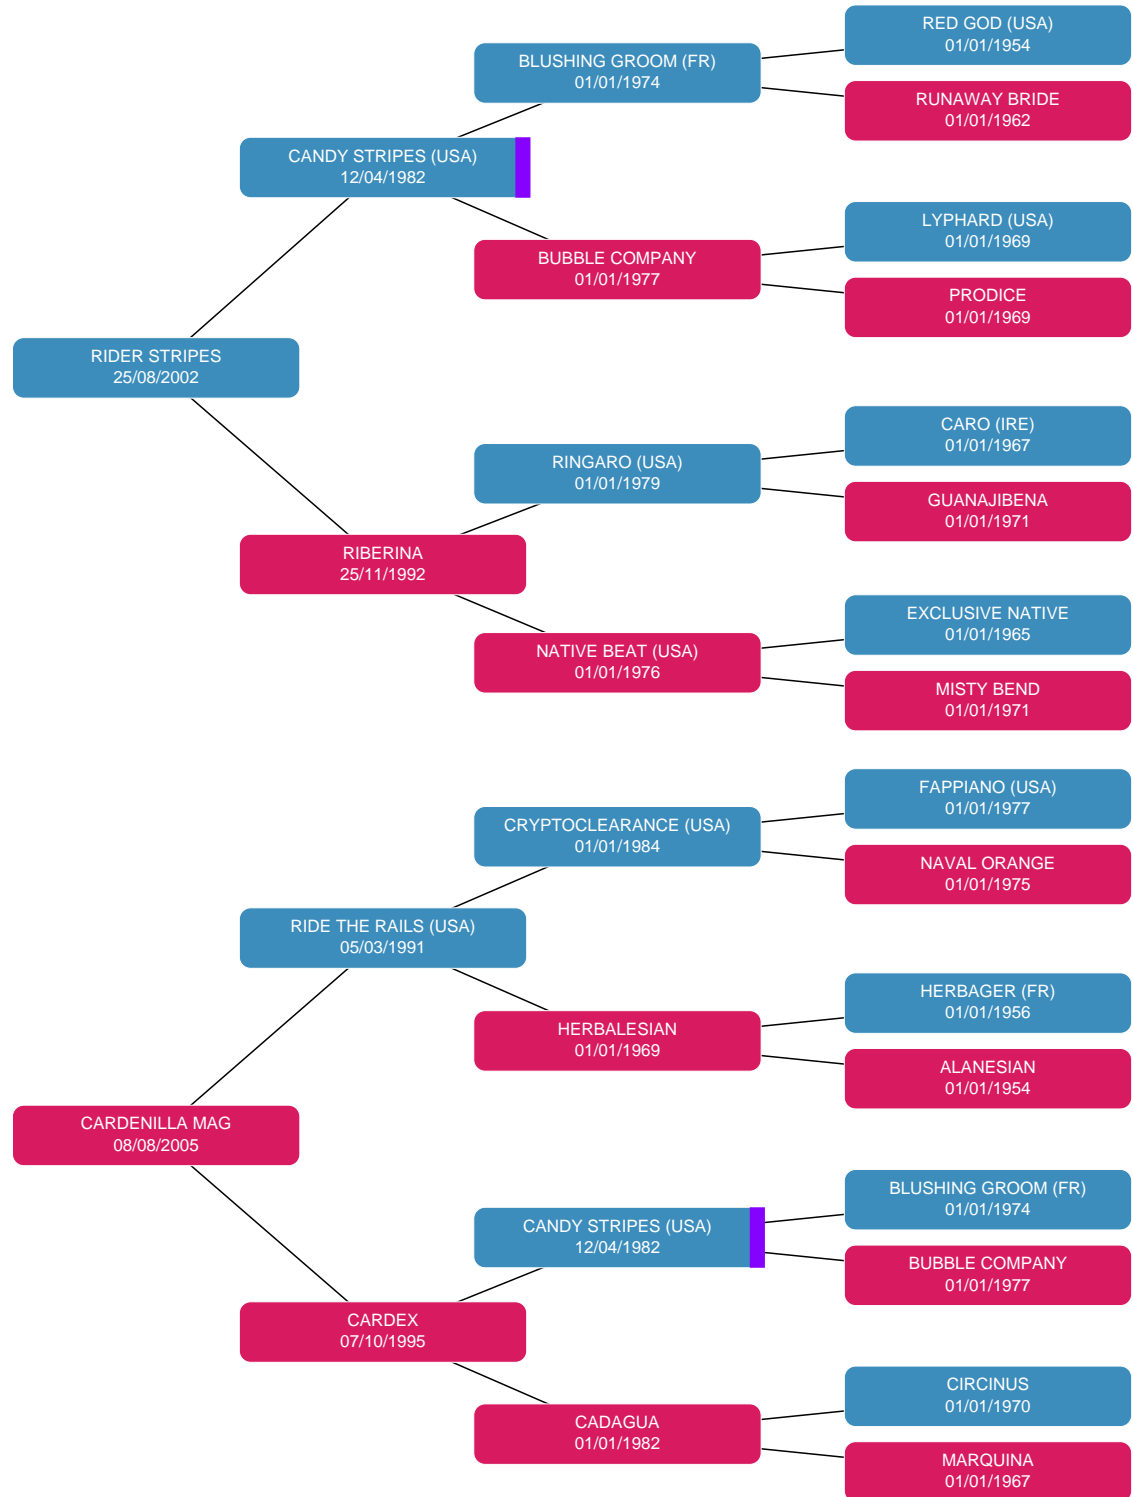 RED GOD (USA)
01/01/1954
BLUSHING GROOM (FR)
01/01/1974
RUNAWAY BRIDE
01/01/1962
CANDY STRIPES (USA)
12/04/1982
LYPHARD (USA)
01/01/1969
BUBBLE COMPANY
01/01/1977
PRODICE
01/01/1969
RIDER STRIPES
25/08/2002
CARO (IRE)
01/01/1967
RINGARO (USA)
01/01/1979
GUANAJIBENA
01/01/1971
RIBERINA
25/11/1992
EXCLUSIVE NATIVE
01/01/1965
NATIVE BEAT (USA)
01/01/1976
MISTY BEND
01/01/1971
FAPPIANO (USA)
01/01/1977
CRYPTOCLEARANCE (USA)
01/01/1984
NAVAL ORANGE
01/01/1975
RIDE THE RAILS (USA)
05/03/1991
HERBAGER (FR)
01/01/1956
HERBALESIAN
01/01/1969
ALANESIAN
01/01/1954
CARDENILLA MAG
08/08/2005
BLUSHING GROOM (FR)
01/01/1974
CANDY STRIPES (USA)
12/04/1982
BUBBLE COMPANY
01/01/1977
CARDEX
07/10/1995
CIRCINUS
01/01/1970
CADAGUA
01/01/1982
MARQUINA
01/01/1967